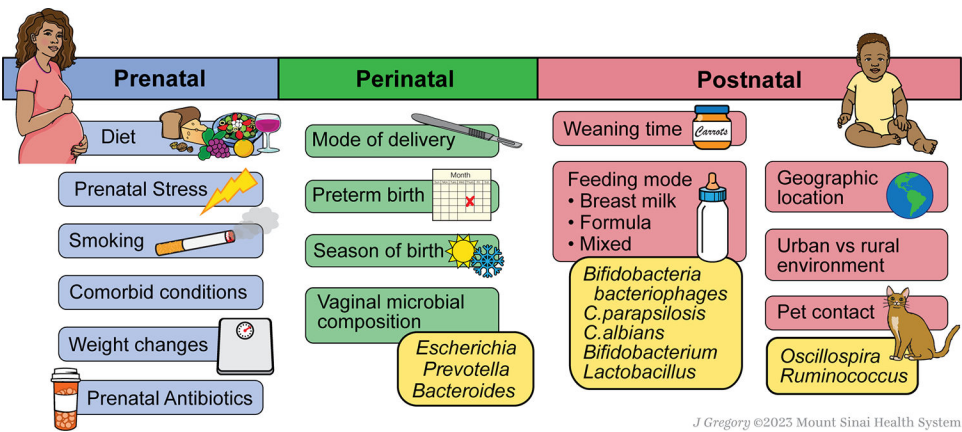 Prenatal
Perinatal
Postnatal
Diet
Prenatal Stress
Smoking
Comorbid conditions
Weight changes
Prenatal Antibiotics
Mode of delivery
Preterm birth
Month
Season of birth
Vaginal microbial
composition
Escherichia
Prevotella
Bacteroides
Weaning time
Carrots
Feeding mode
• Breast milk
• Formula
• Mixed
Bifidobacteria
bacteriophages
C.parapsilosis
C.albians
Bifidobacterium
Lactobacillus
Geographic
location
Urban vs rural
environment
Pet contact
Oscillospira
Ruminococcus
J Gregory ©2023 Mount Sinai Health System